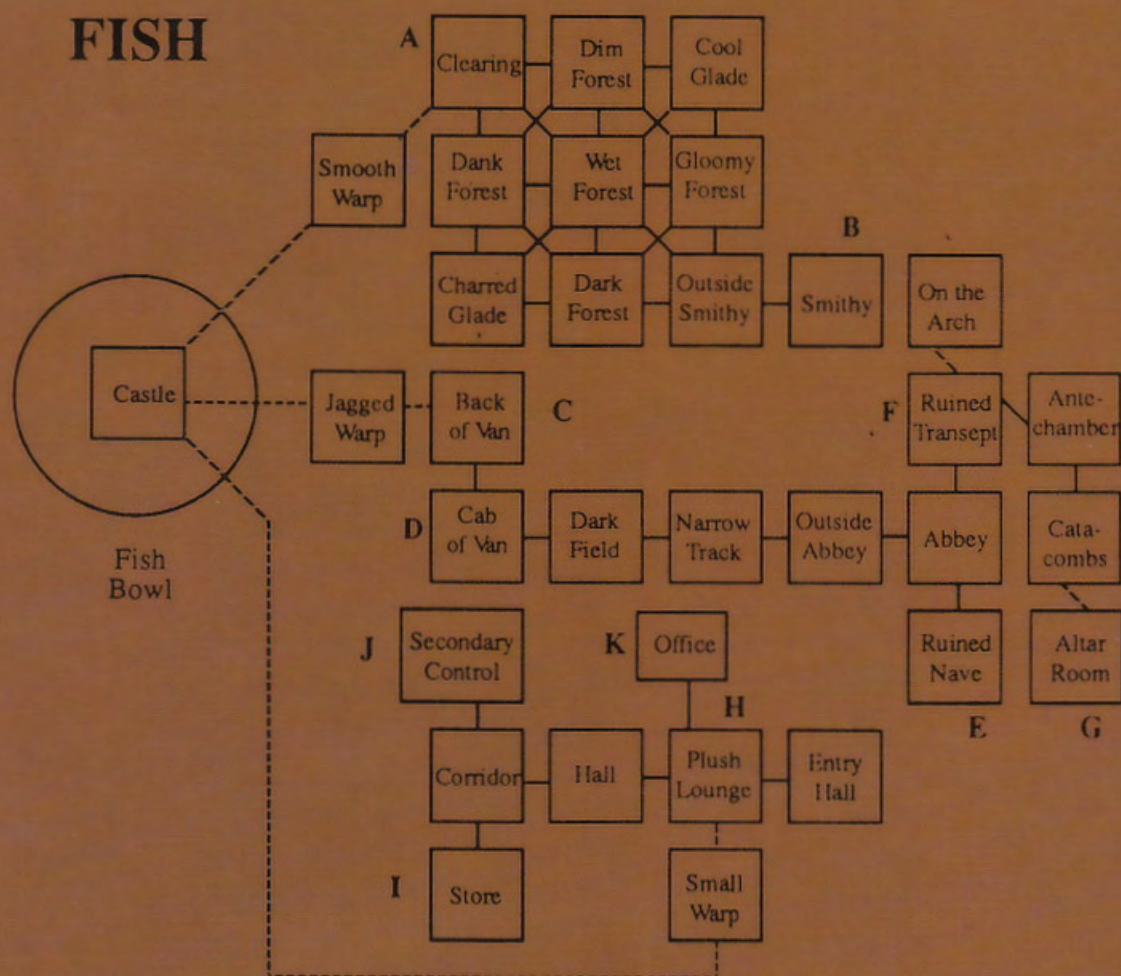 FISH
A
Clearing
Dim
Forest
Cool
Glade
Smooth
Warp
Dank
Forest
Wet
Forest
Gloomy
Forest
B
Charred
Glade
Dark
Forest
Outside
Smithy
Smithy
On the
Arch
Castle
Jagged
Warp
Back
of Van
C
F
Ruined
Transept
Ante-
chamber
Fish
Bowl
D
Cab
of Van
Dark
Field
Narrow
Track
Outside
Abbey
Abbey
Cata-
combs
J
Secondary
Control
K
Office
Ruined
Nave
Altar
Room
H
E
G
Corridor
Hall
Plush
Lounge
Entry
Hall
I
Store
Small
Warp